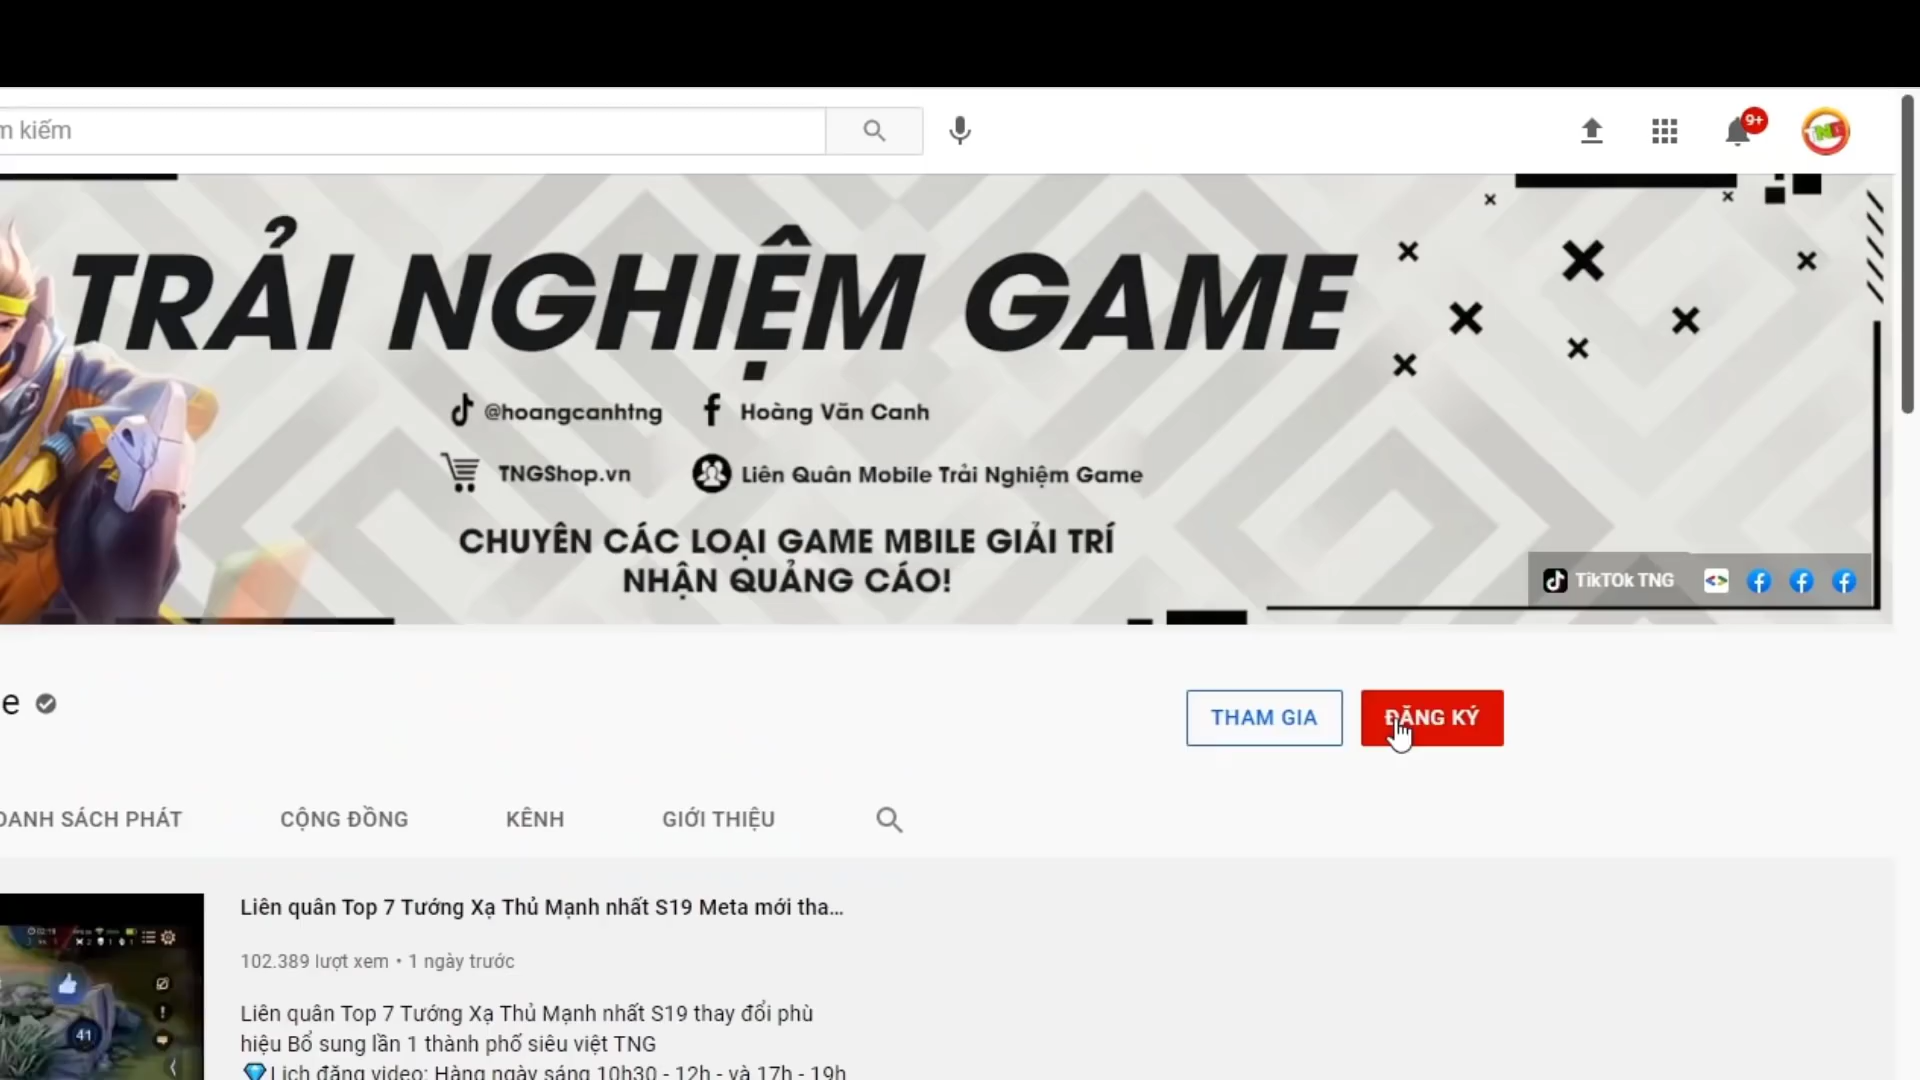 m kiếm
9+
TNG
TRẢI NGHIỆM GAME
@hoangcanhtng
Hoàng Văn Canh
TNGShop.vn
Liên Quân Mobile Trải Nghiệm Game
CHUYÊN CÁC LOẠI GAME MBILE GIẢI TRÍ
NHẬN QUẢNG CÁO!
TikTOk TNG
e
THAM GIA
ĐĂNG KÝ
DANH SÁCH PHÁT
CỘNG ĐỒNG
KÊNH
GIỚI THIỆU
Liên quân Top 7 Tướng Xạ Thủ Mạnh nhất S19 Meta mới tha...
102.389 lượt xem • 1 ngày trước
Liên quân Top 7 Tướng Xạ Thủ Mạnh nhất S19 thay đổi phù
hiệu Bổ sung lần 1 thành phố siêu việt TNG
Lịch đăng video: Hàng ngày sáng 10h30 - 12h - và 17h - 19h
41